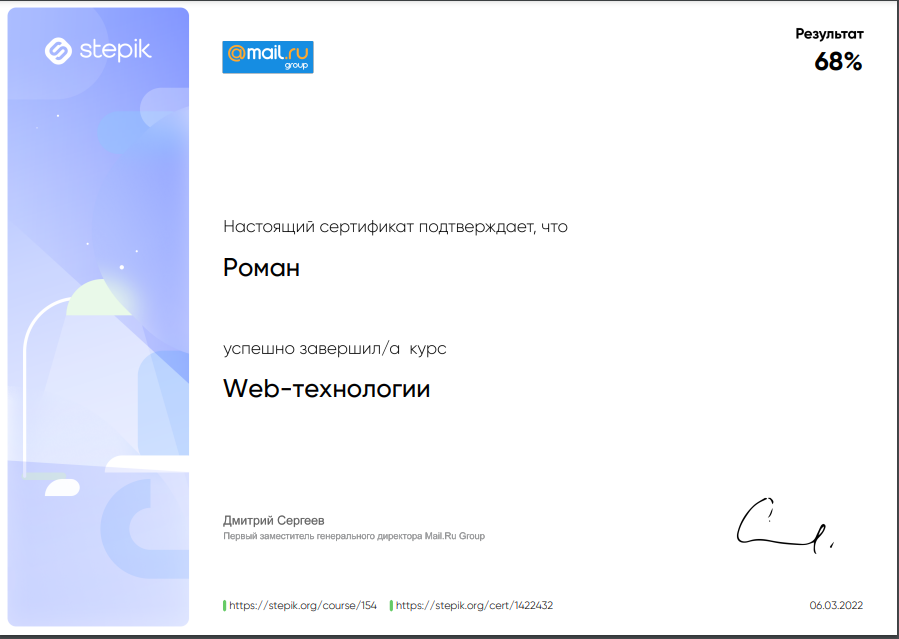 stepik
@mail.ru
group
Результат
68%
Настоящий сертификат подтверждает, что
Роман
успешно завершил/а курс
Web-технологии
Дмитрий Сергеев
Первый заместитель генерального директора Mail.Ru Group
https://stepik.org/course/154 https://stepik.org/cert/1422432
06.03.2022